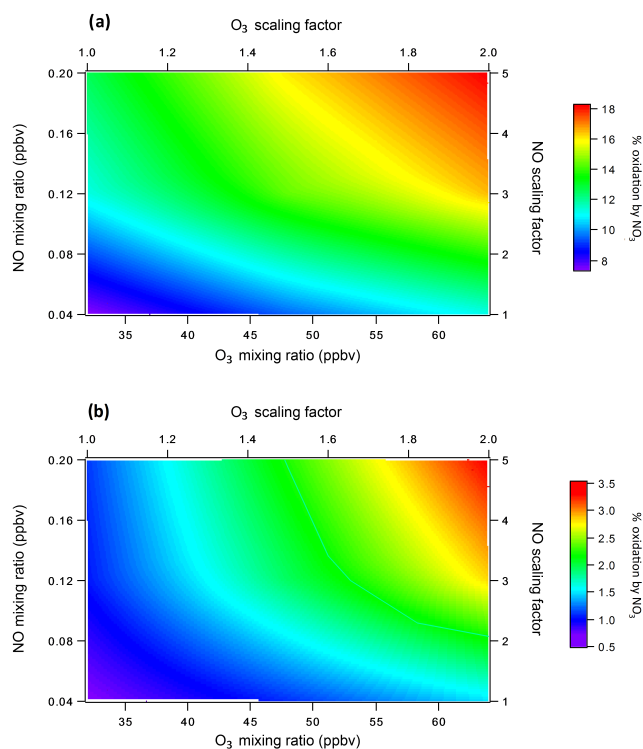 (a)
O3 scaling factor
1.0 1.2 1.4 1.6 1.8 2.0
NO mixing ratio (ppbv)
0.20
0.16
0.12
0.08
0.04
5
4
3
2
1
NO scaling factor
35 40 45 50 55 60
O3 mixing ratio (ppbv)
18
16
14
12
10
8
% oxidation by NO3
(b)
O3 scaling factor
1.0 1.2 1.4 1.6 1.8 2.0
NO mixing ratio (ppbv)
0.20
0.16
0.12
0.08
0.04
5
4
3
2
1
NO scaling factor
35 40 45 50 55 60
O3 mixing ratio (ppbv)
3.5
3.0
2.5
2.0
1.5
1.0
0.5
% oxidation by NO3